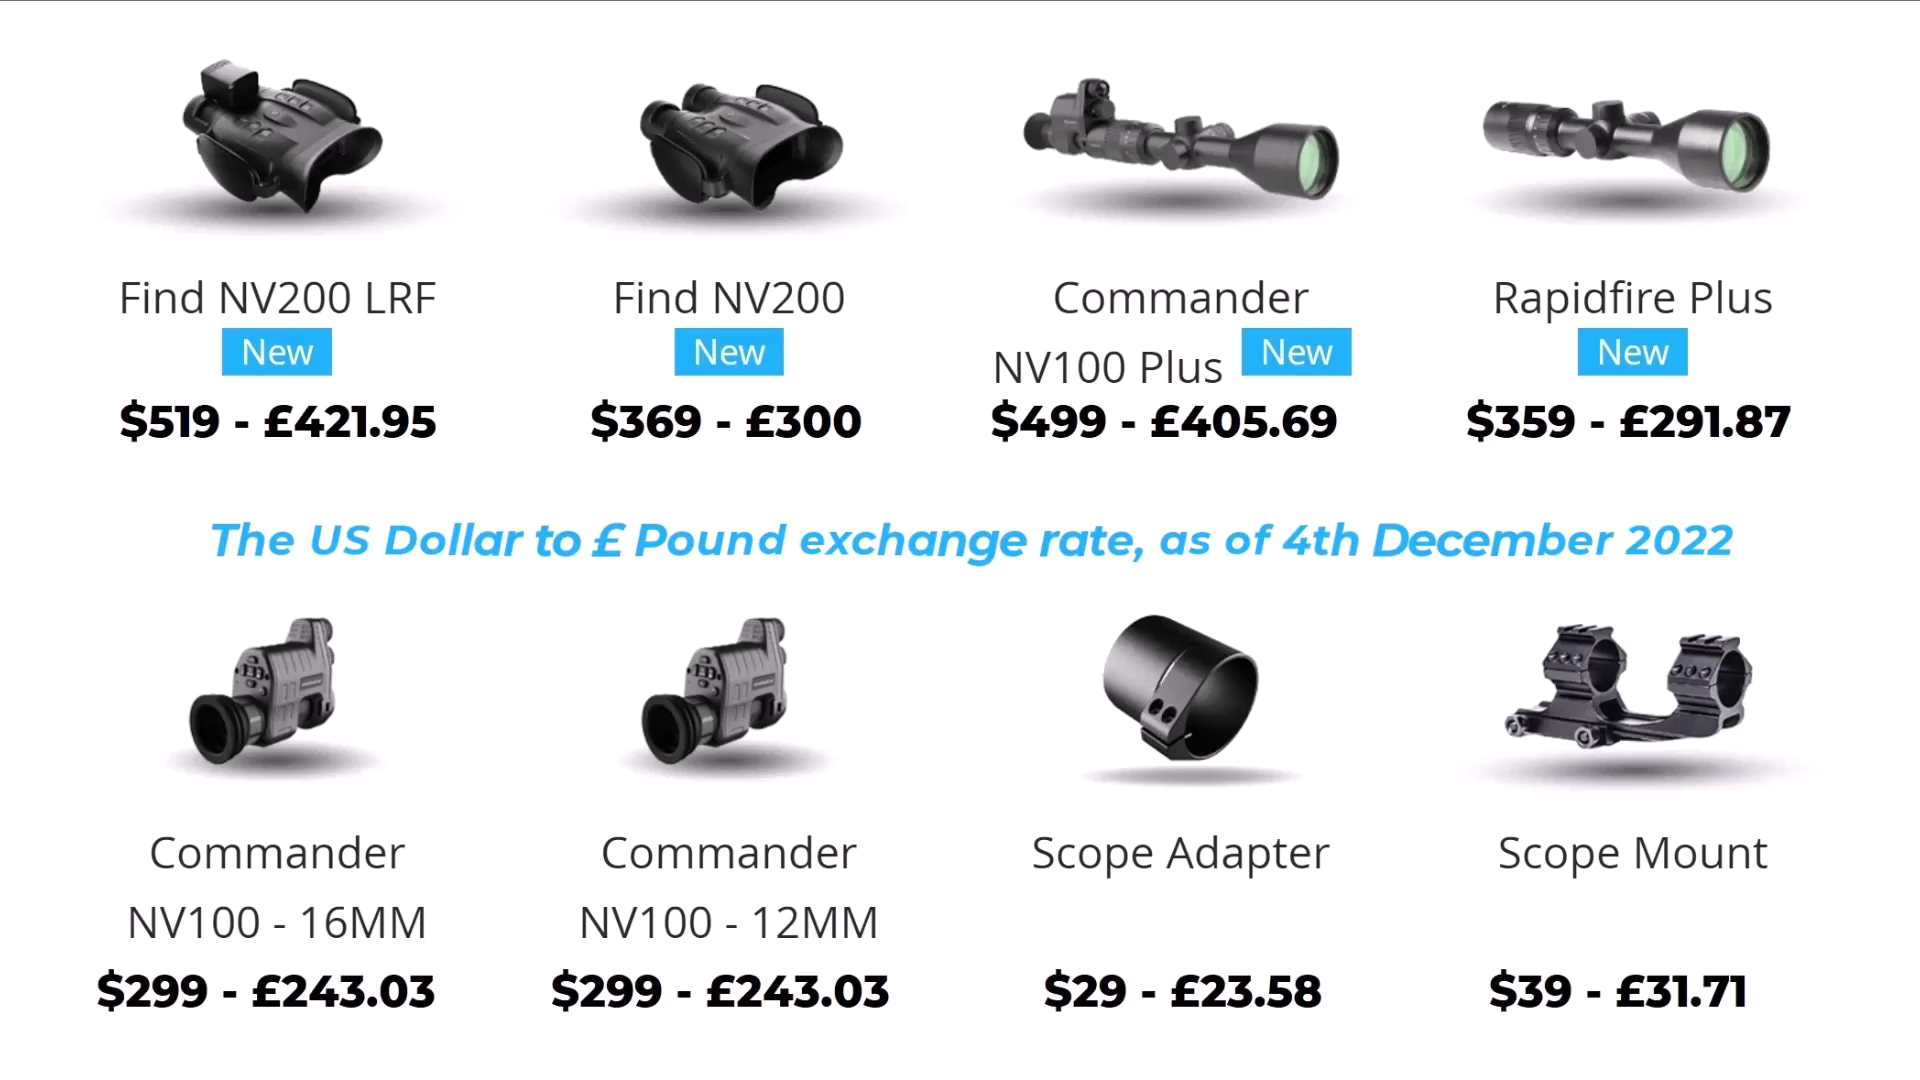 Find NV200 LRF
New
$519 - £421.95
Find NV200
New
$369 - £300
Commander
NV100 Plus New
$499 - £405.69
Rapidfire Plus
New
$359 - £291.87
The US Dollar to £ Pound exchange rate, as of 4th December 2022
Commander
NV100 - 16MM
$299 - £243.03
Commander
NV100 - 12MM
$299 - £243.03
Scope Adapter
$29 - £23.58
Scope Mount
$39 - £31.71